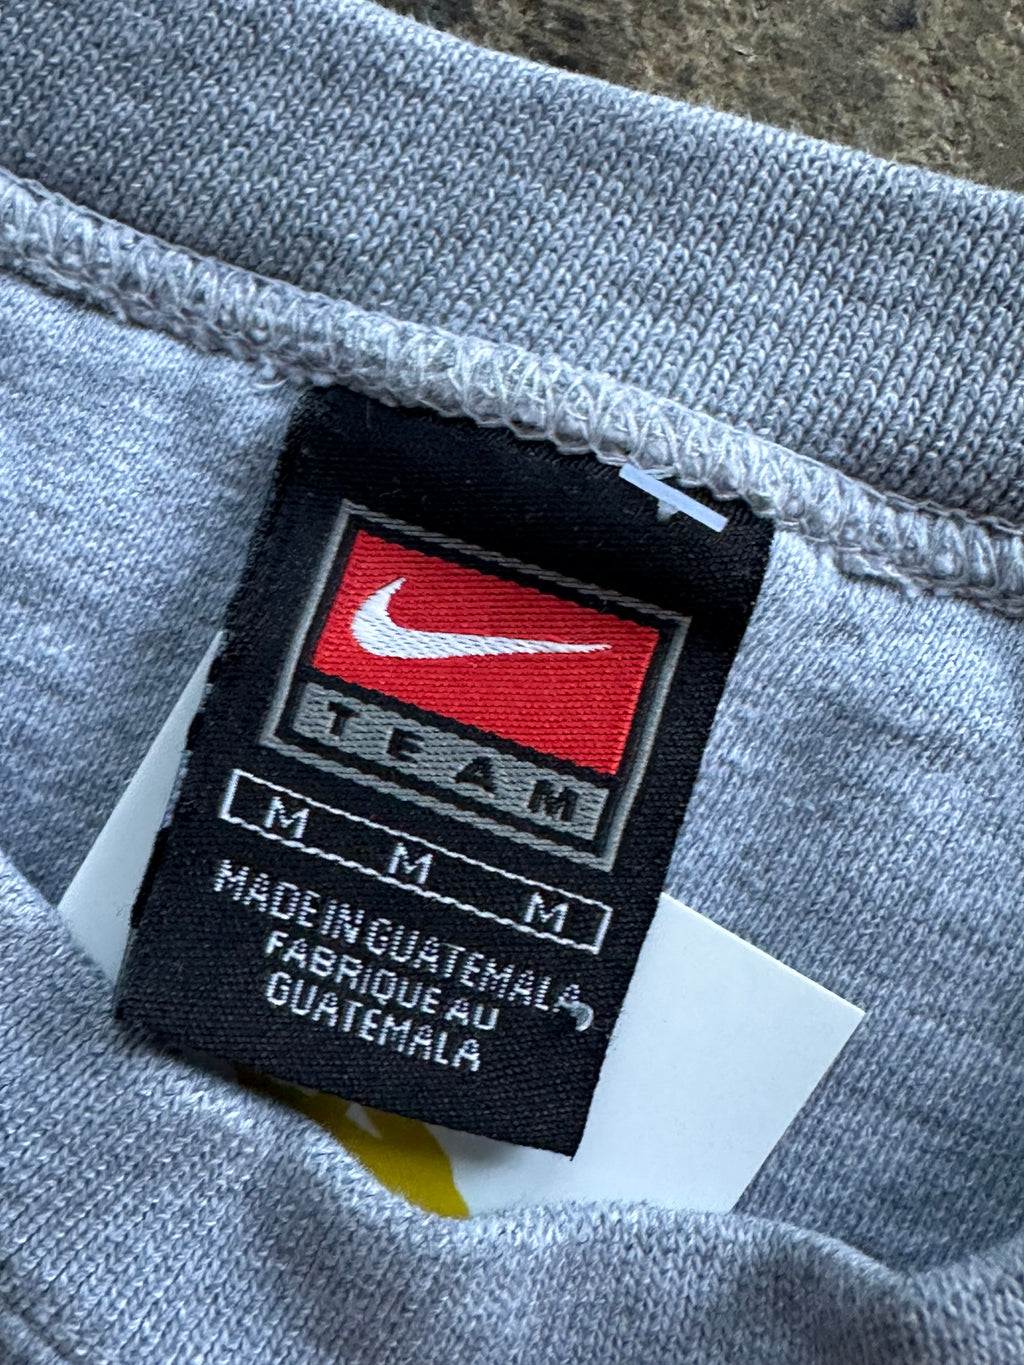 TEAM
M M M
MADE IN GUATEMALA,
FABRIQUE AU
GUATEMALA